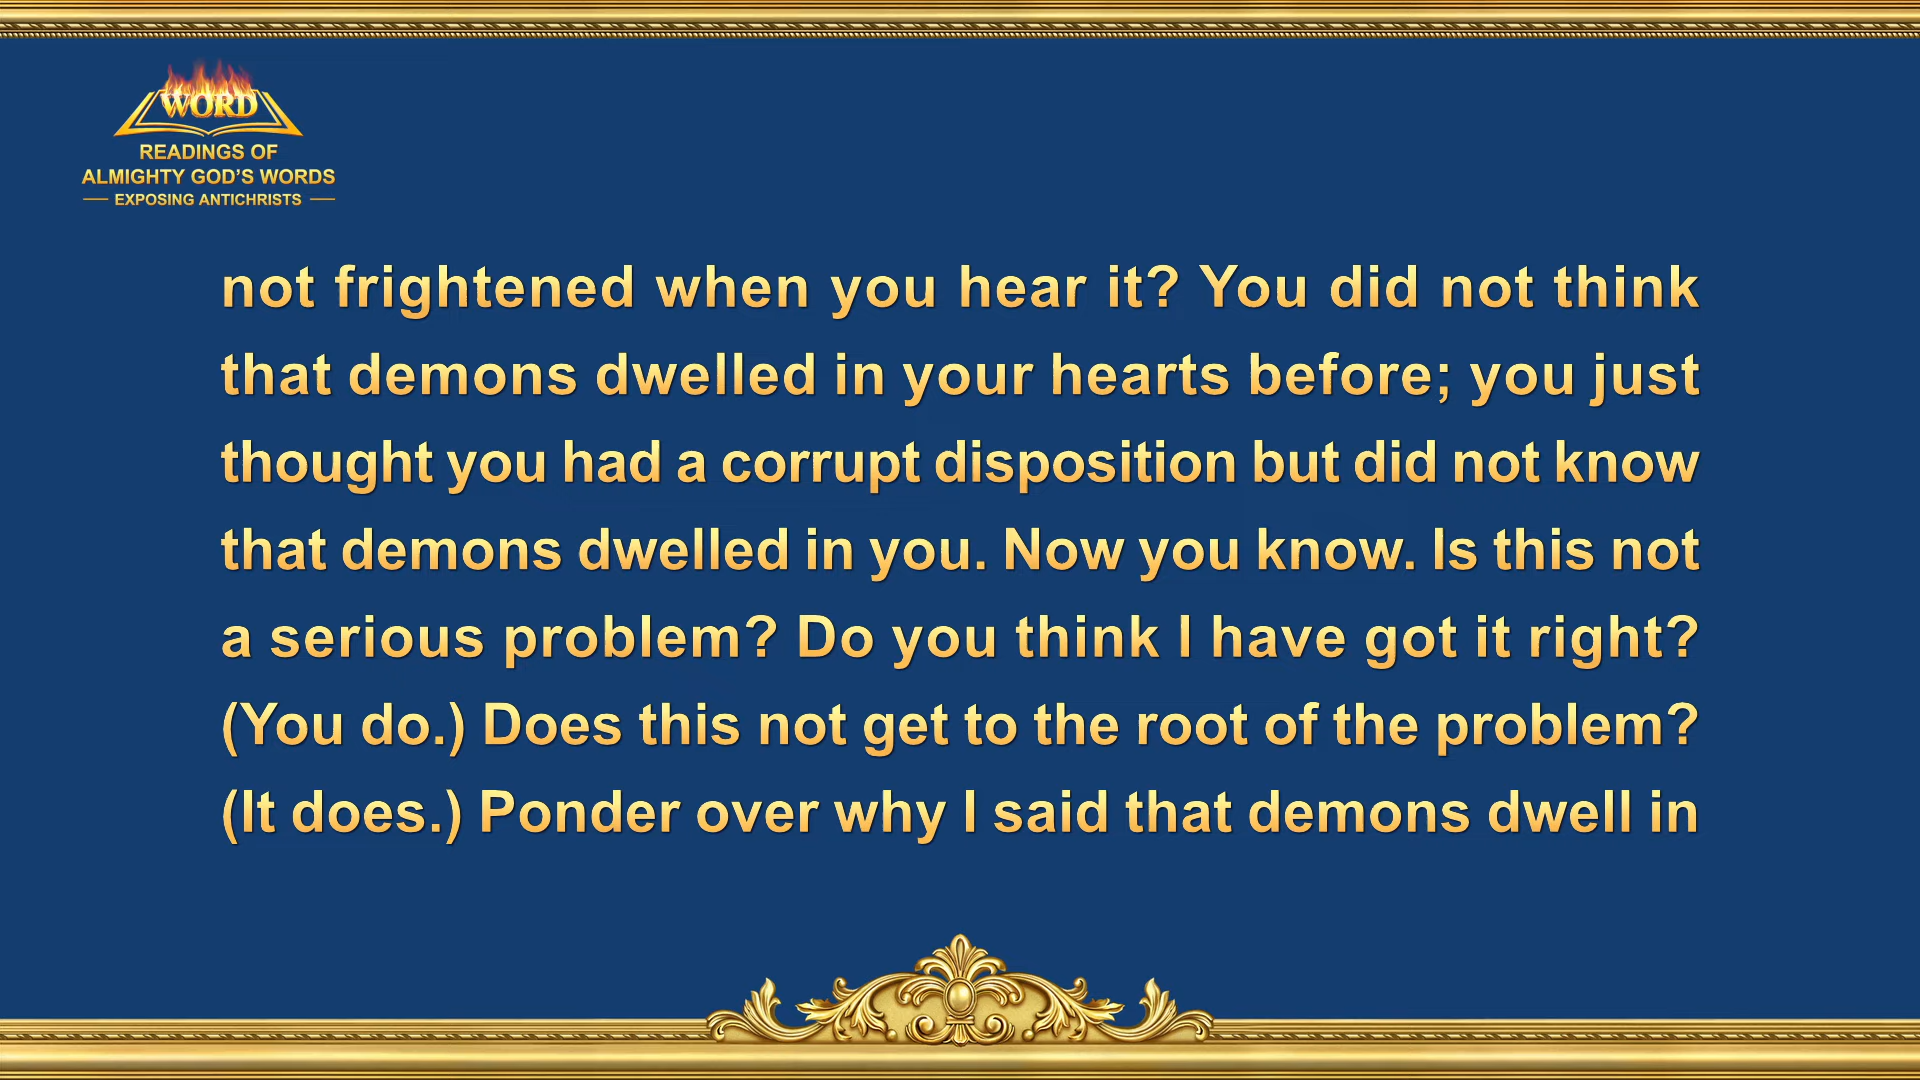 WORD
READINGS OF
ALMIGHTY GOD'S WORDS
EXPOSING ANTICHRISTS
not frightened when you hear it? You did not think
that demons dwelled in your hearts before; you just
thought you had a corrupt disposition but did not know
that demons dwelled in you. Now you know. Is this not
a serious problem? Do you think I have got it right?
(You do.) Does this not get to the root of the problem?
(It does.) Ponder over why I said that demons dwell in